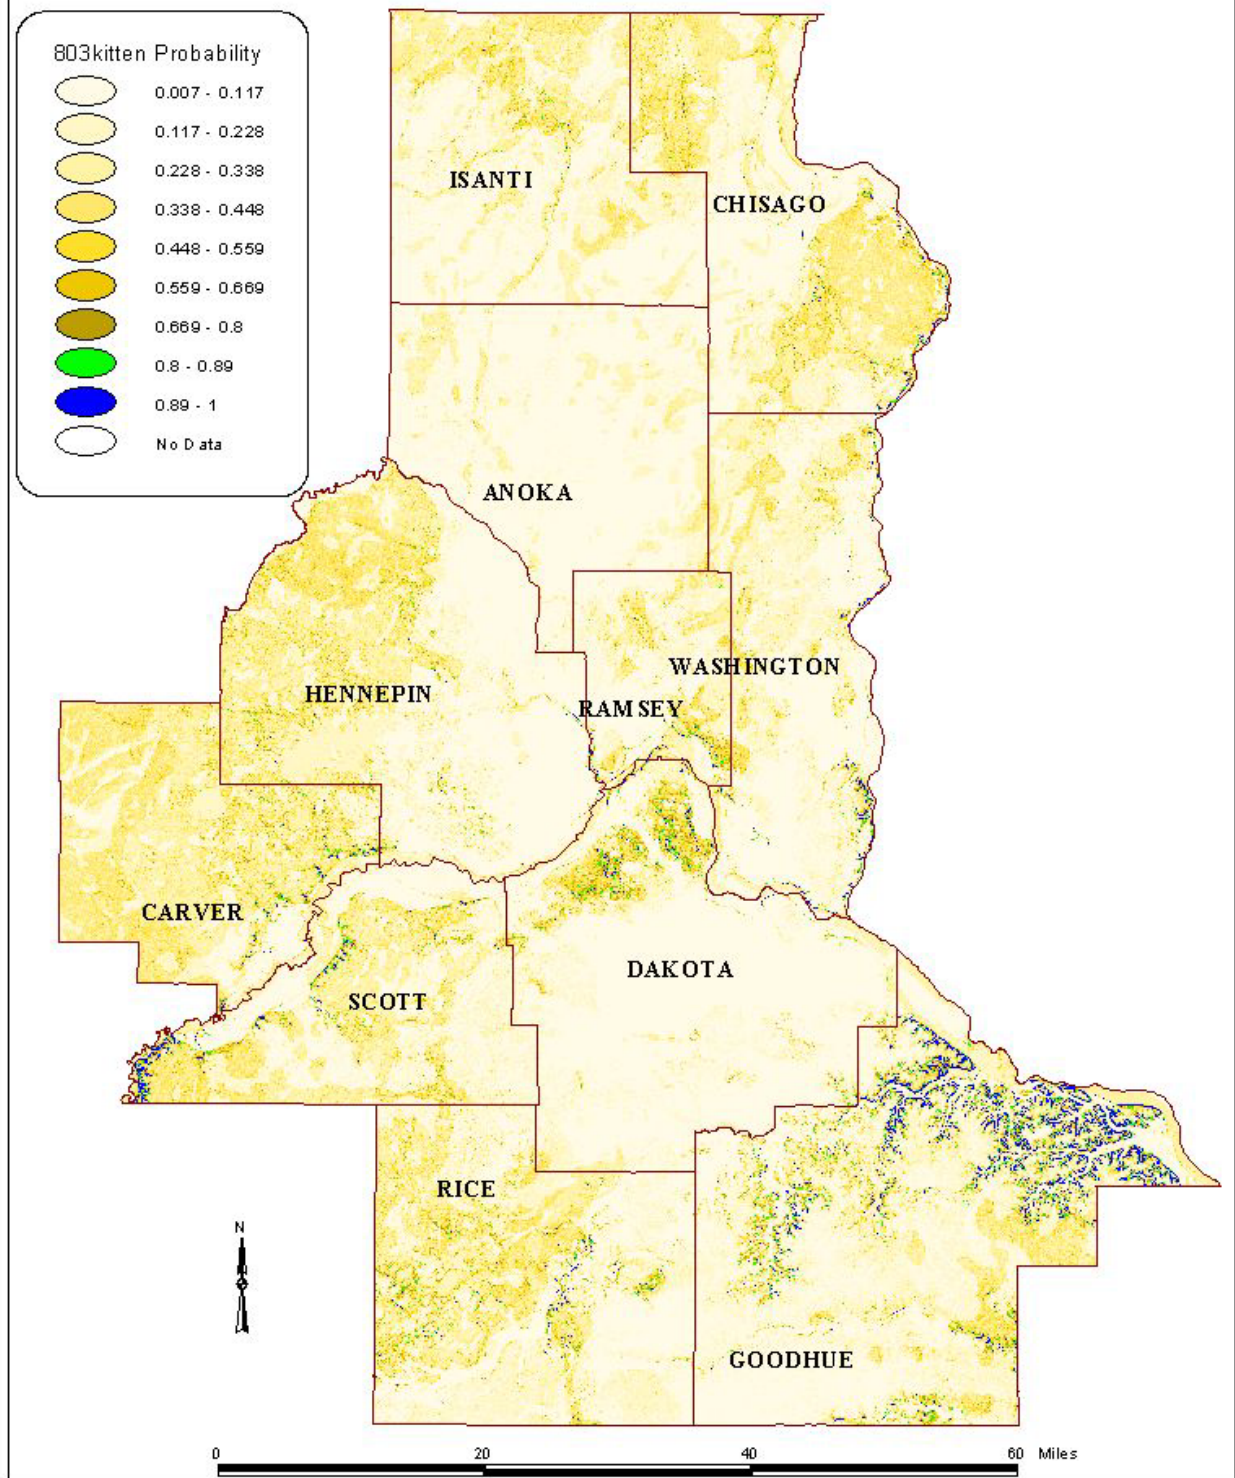 803kitten Probability
0.007 - 0.117
0.117 - 0.228
0.228 - 0.338
0.338 - 0.448
0.448 - 0.559
0.559 - 0.669
0.669 - 0.8
0.8 - 0.89
0.89 - 1
No Data
ISANTI
CHISAGO
ANOKA
WASHINGTON
HENNEPIN
RAMSEY
CARVER
DAKOTA
SCOTT
RICE
N
GOODHUE
0 20 40 60 Miles